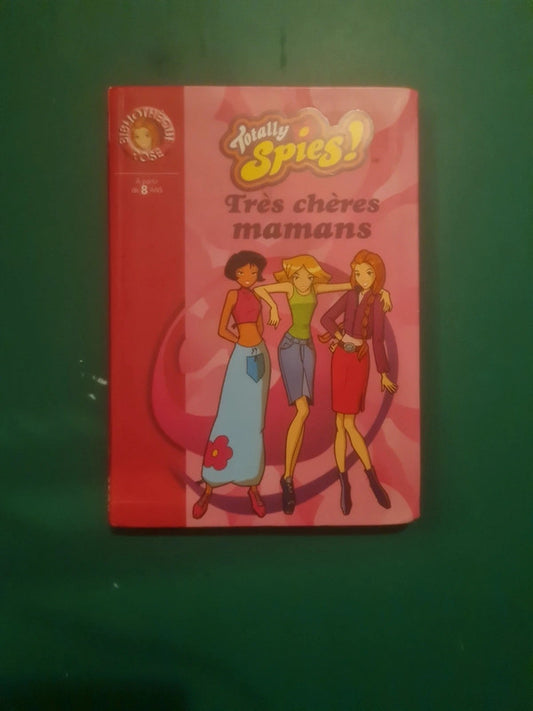 BIBLIOTHÈQUE
ROSE
À partir
de 8 ANS
Totally
Spies!
Très chères
mamans